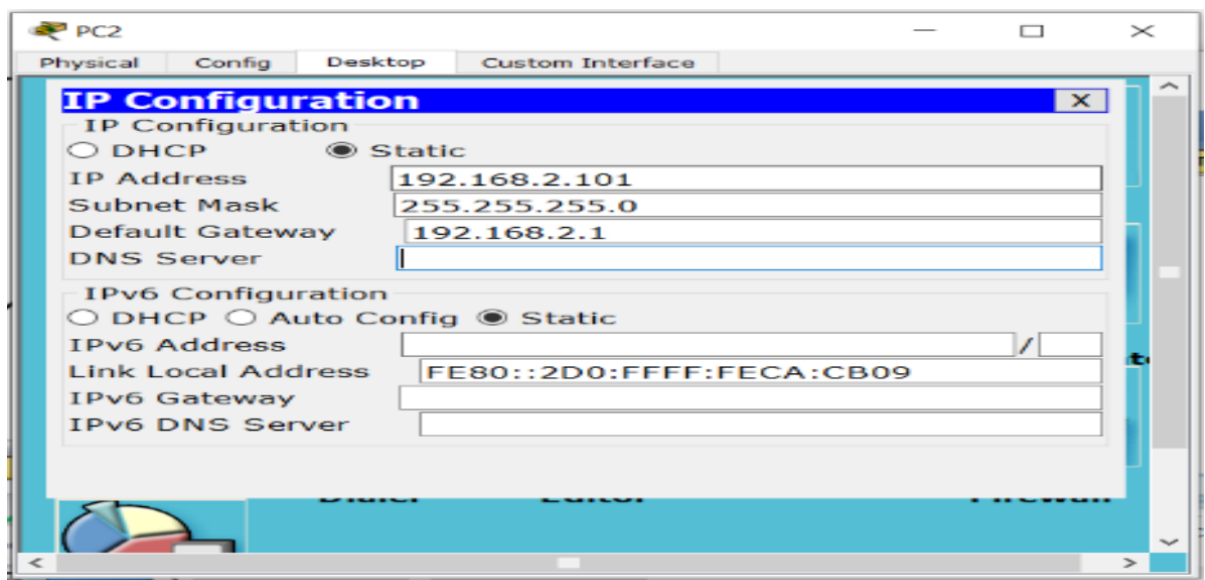 PC2
Physical Config Desktop Custom Interface
IP Configuration X
IP Configuration
DHCP Static
IP Address 192.168.2.101
Subnet Mask 255.255.255.0
Default Gateway 192.168.2.1
DNS Server
IPv6 Configuration
DHCP Auto Config Static
IPv6 Address /
Link Local Address FE80::2D0:FFFF:FECA:CB09
IPv6 Gateway
IPv6 DNS Server